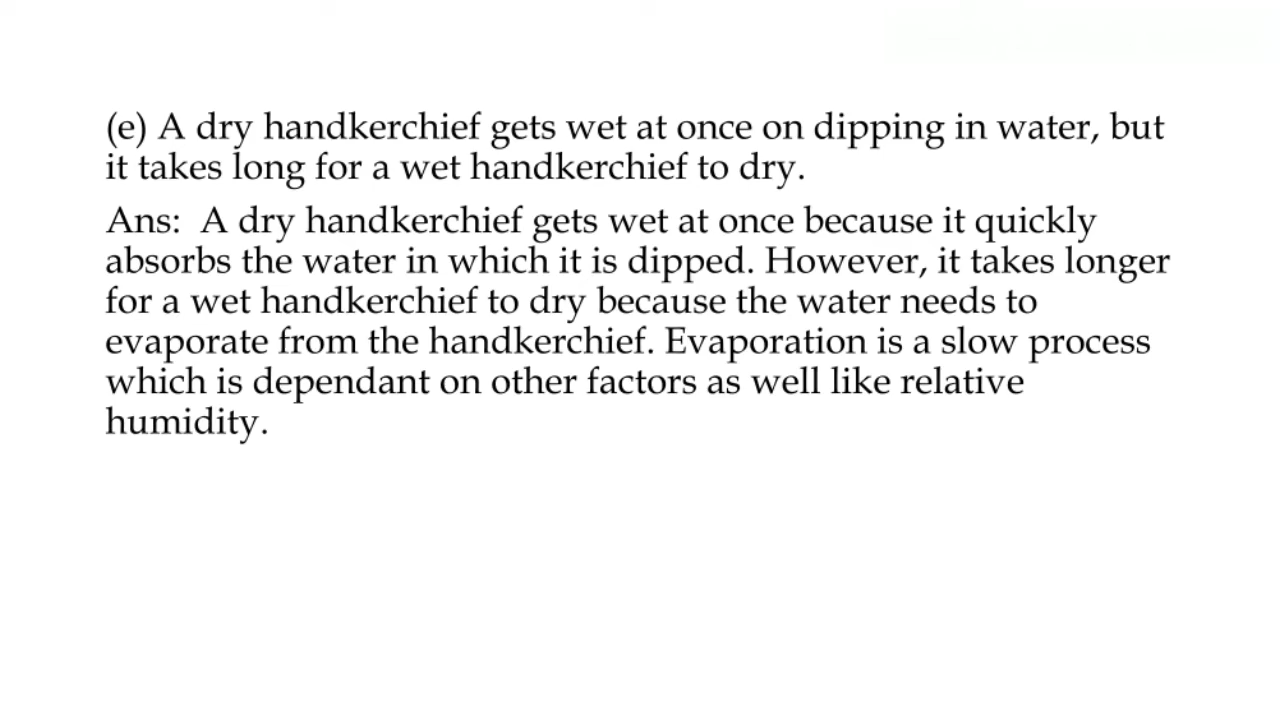 (e) A dry handkerchief gets wet at once on dipping in water, but
it takes long for a wet handkerchief to dry.
Ans:  A dry handkerchief gets wet at once because it quickly
absorbs the water in which it is dipped. However, it takes longer
for a wet handkerchief to dry because the water needs to
evaporate from the handkerchief. Evaporation is a slow process
which is dependant on other factors as well like relative
humidity.